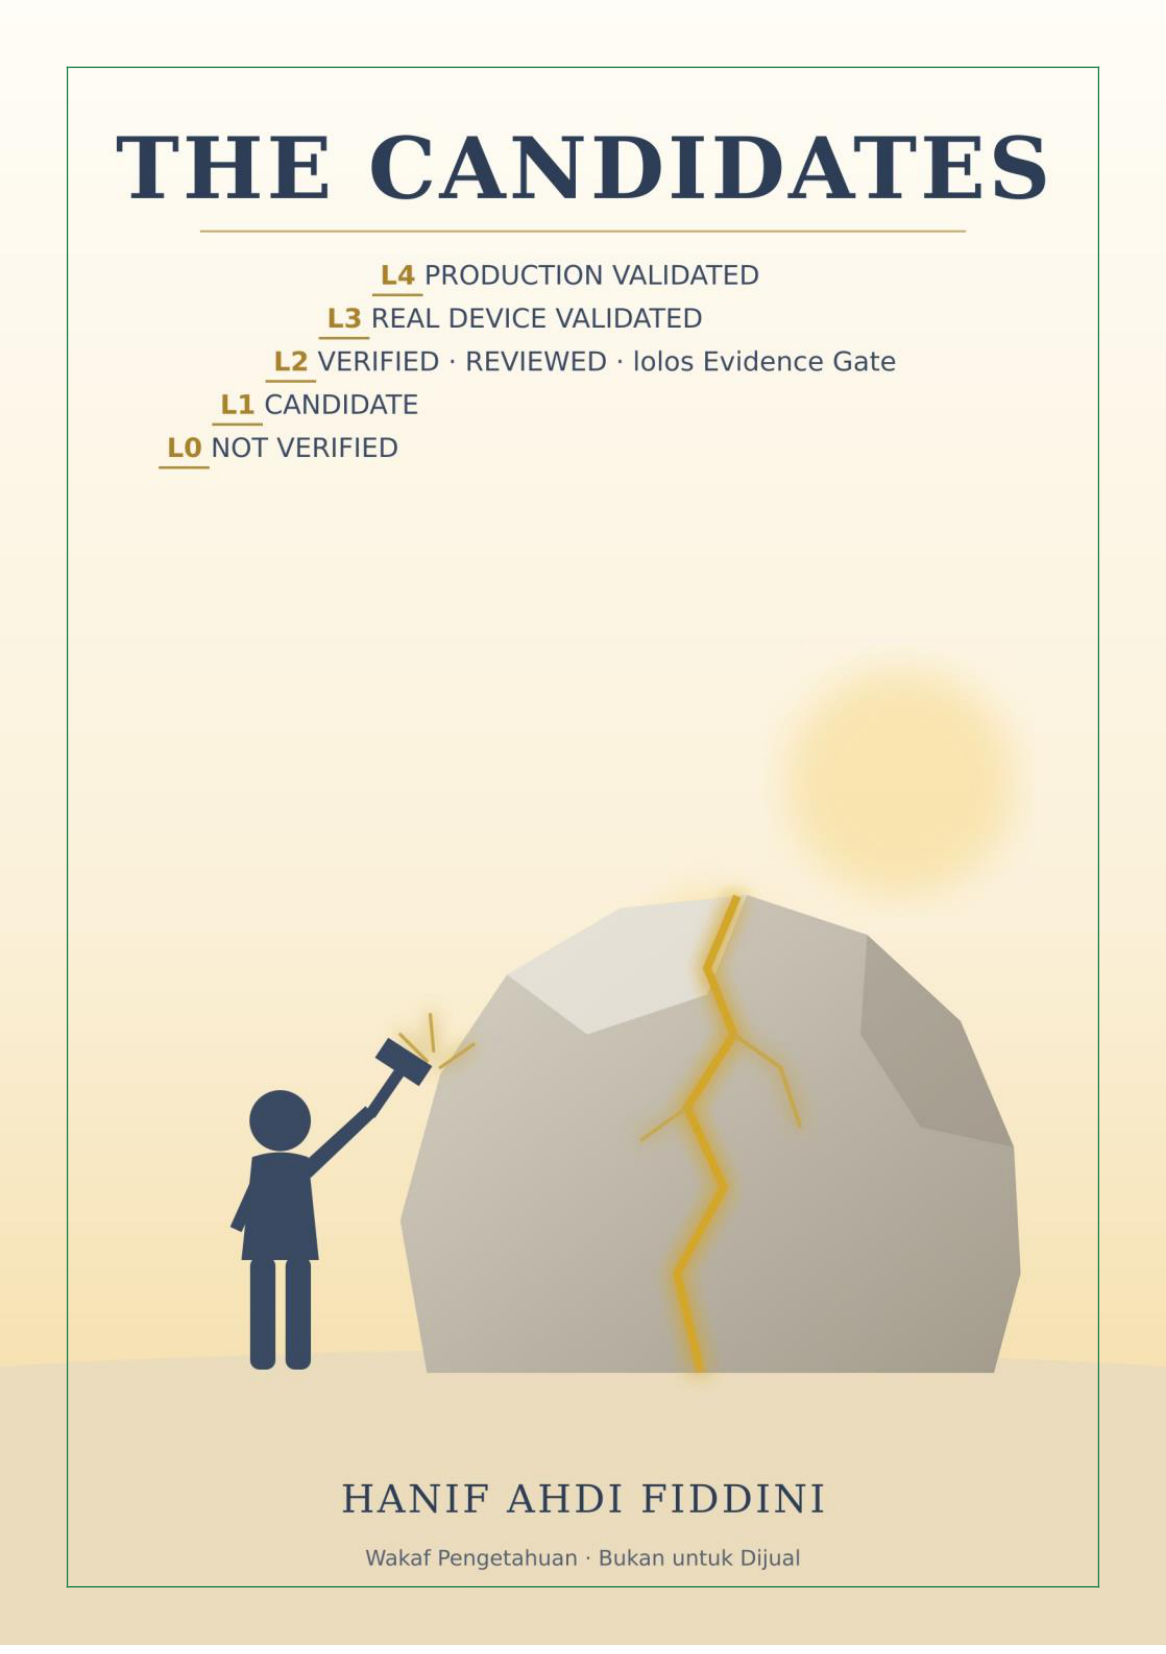 THE CANDIDATES
L4 PRODUCTION VALIDATED
L3 REAL DEVICE VALIDATED
L2 VERIFIED · REVIEWED · lolos Evidence Gate
L1 CANDIDATE
L0 NOT VERIFIED
HANIF AHDI FIDDINI
Wakaf Pengetahuan · Bukan untuk Dijual